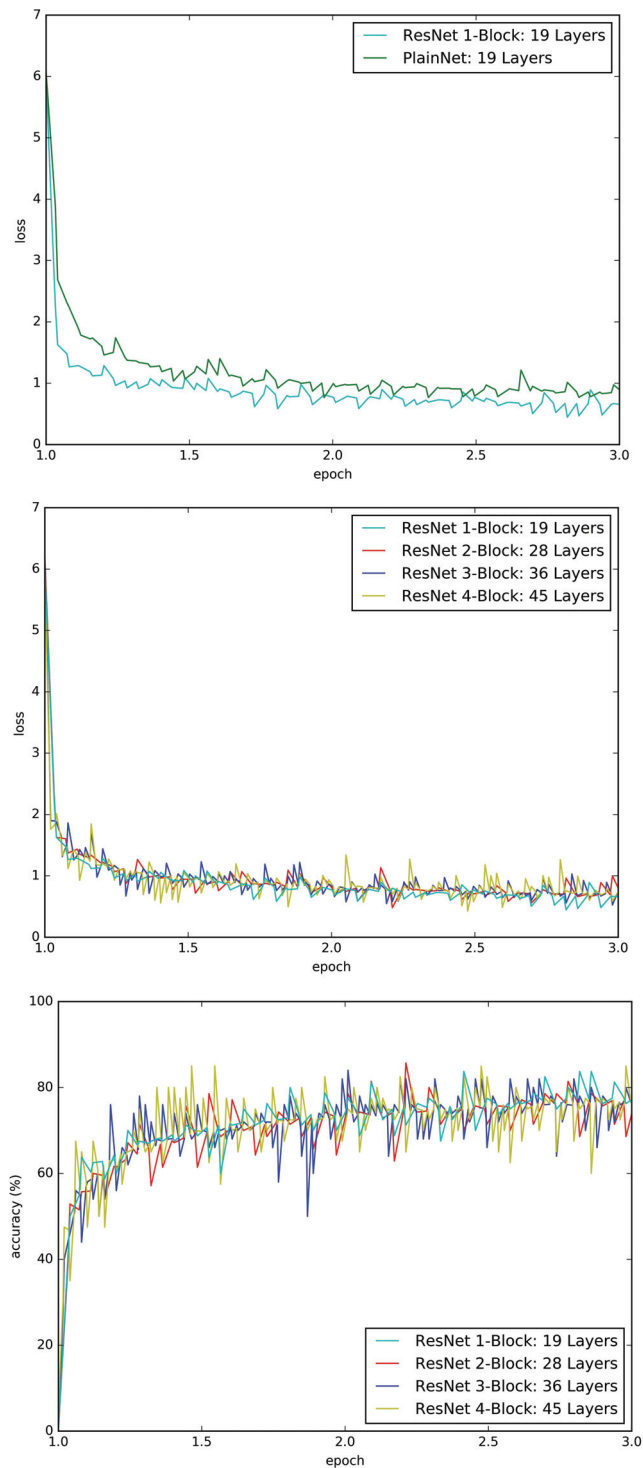 7
ResNet 1-Block: 19 Layers
PlainNet: 19 Layers
6
5
4
loss
3
2
1
0
1.0 1.5 2.0 2.5 3.0
epoch
7
ResNet 1-Block: 19 Layers
ResNet 2-Block: 28 Layers
ResNet 3-Block: 36 Layers
ResNet 4-Block: 45 Layers
6
5
4
loss
3
2
1
0
1.0 1.5 2.0 2.5 3.0
epoch
100
80
60
accuracy (%)
40
20
ResNet 1-Block: 19 Layers
ResNet 2-Block: 28 Layers
ResNet 3-Block: 36 Layers
ResNet 4-Block: 45 Layers
0
1.0 1.5 2.0 2.5 3.0
epoch